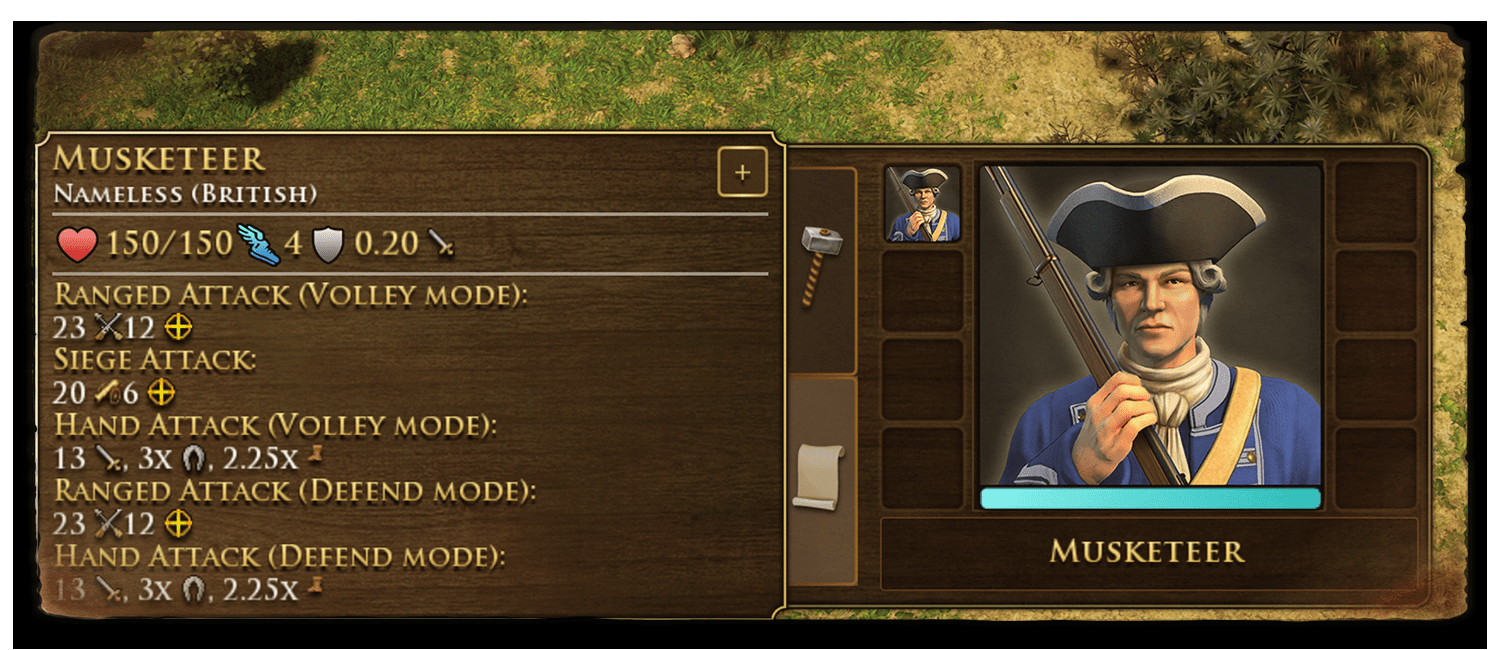 MUSKETEER
NAMELESS (BRITISH)
150/150 4 0.20
RANGED ATTACK (VOLLEY MODE):
23 12
SIEGE ATTACK:
20 6
HAND ATTACK (VOLLEY MODE):
13 , 3X , 2.25X
RANGED ATTACK (DEFEND MODE):
23 12
HAND ATTACK (DEFEND MODE):
13 , 3X , 2.25X
+
MUSKETEER